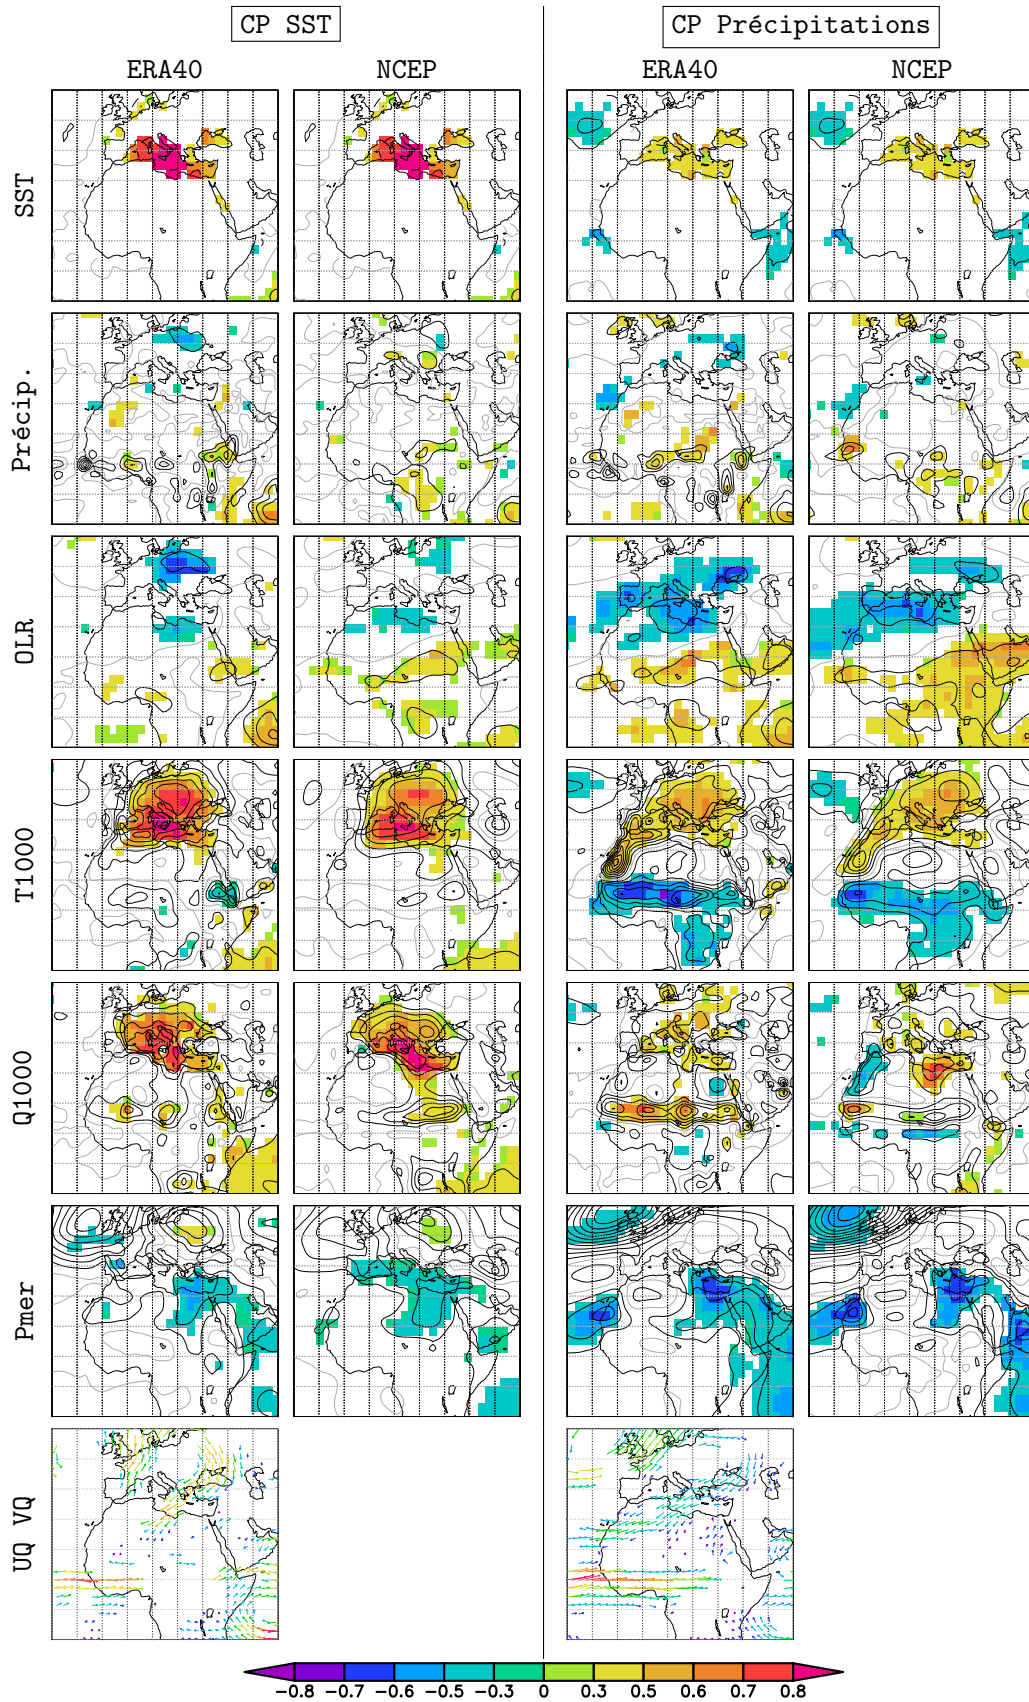 CP SST
CP Précipitations
ERA40
NCEP
ERA40
NCEP
SST
Précip.
OLR
T1000
Q1000
Pmer
UQ VQ
-0.8 -0.7 -0.6 -0.5 -0.3 0 0.3 0.5 0.6 0.7 0.8